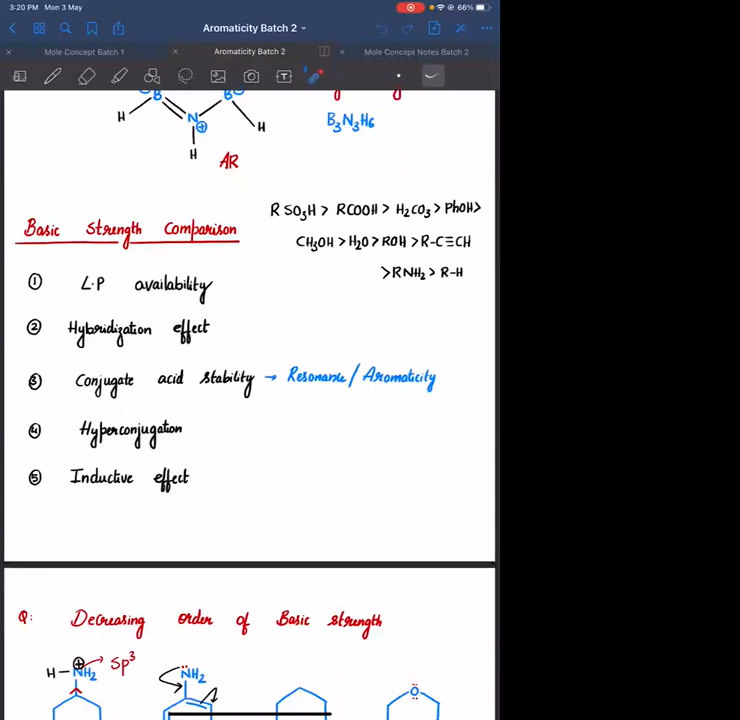 3:20 PM Mon 3 May
66%
Aromaticity Batch 2
Mole Concept Batch 1
Aromaticity Batch 2
Mole Concept Notes Batch 2
B B
H N ⊕ H
H
AR
B₃N₃H₆
Basic Strength Comparison
R SO₃H > RCOOH > H₂CO₃ > PhOH >
CH₃OH > H₂O > ROH > R-C≡CH
> RNH₂ > R-H
① L.P availability
② Hybridization effect
③ Conjugate acid stability → Resonance / Aromaticity
④ Hyperconjugation
⑤ Inductive effect
Q: Decreasing order of Basic strength
H-NH₂ ⊕ → Sp³
NH₂
O